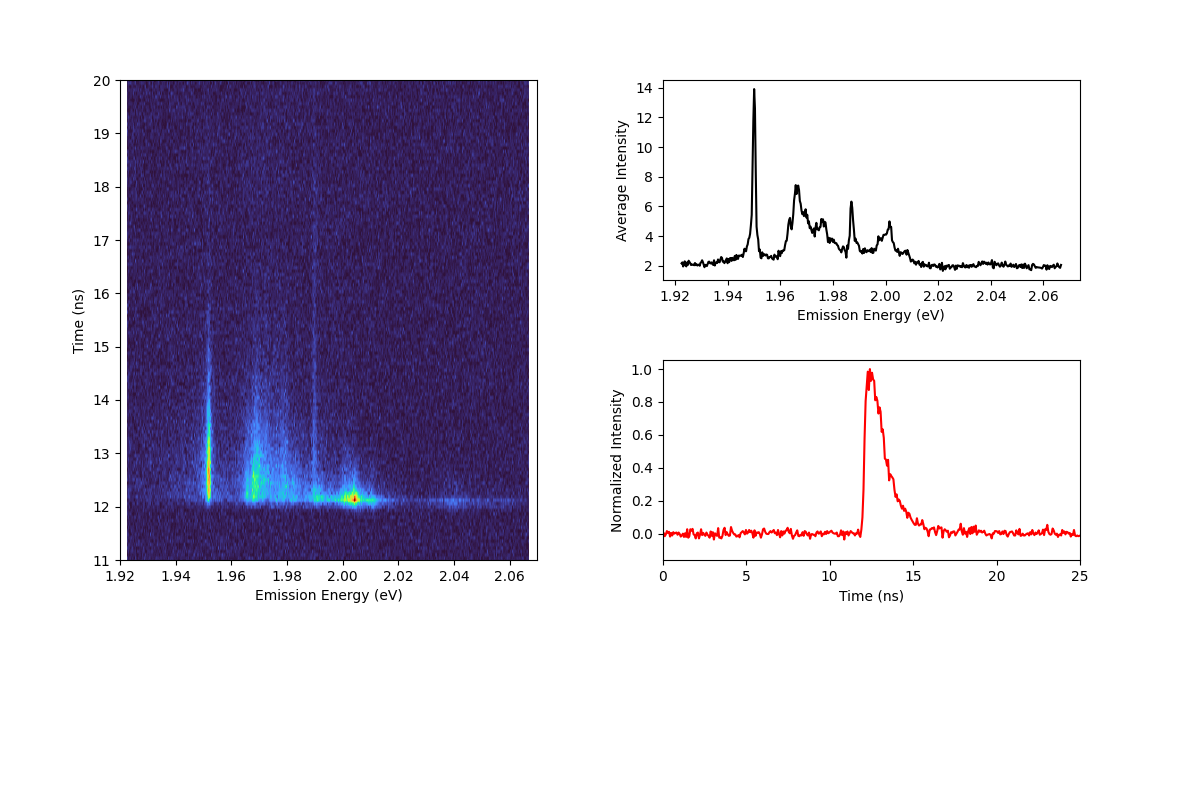 20
19
18
17
16
15
14
13
12
11
Time (ns)
1.92 1.94 1.96 1.98 2.00 2.02 2.04 2.06
Emission Energy (eV)
14
12
10
8
6
4
2
Average Intensity
1.92 1.94 1.96 1.98 2.00 2.02 2.04 2.06
Emission Energy (eV)
1.0
0.8
0.6
0.4
0.2
0.0
Normalized Intensity
0 5 10 15 20 25
Time (ns)